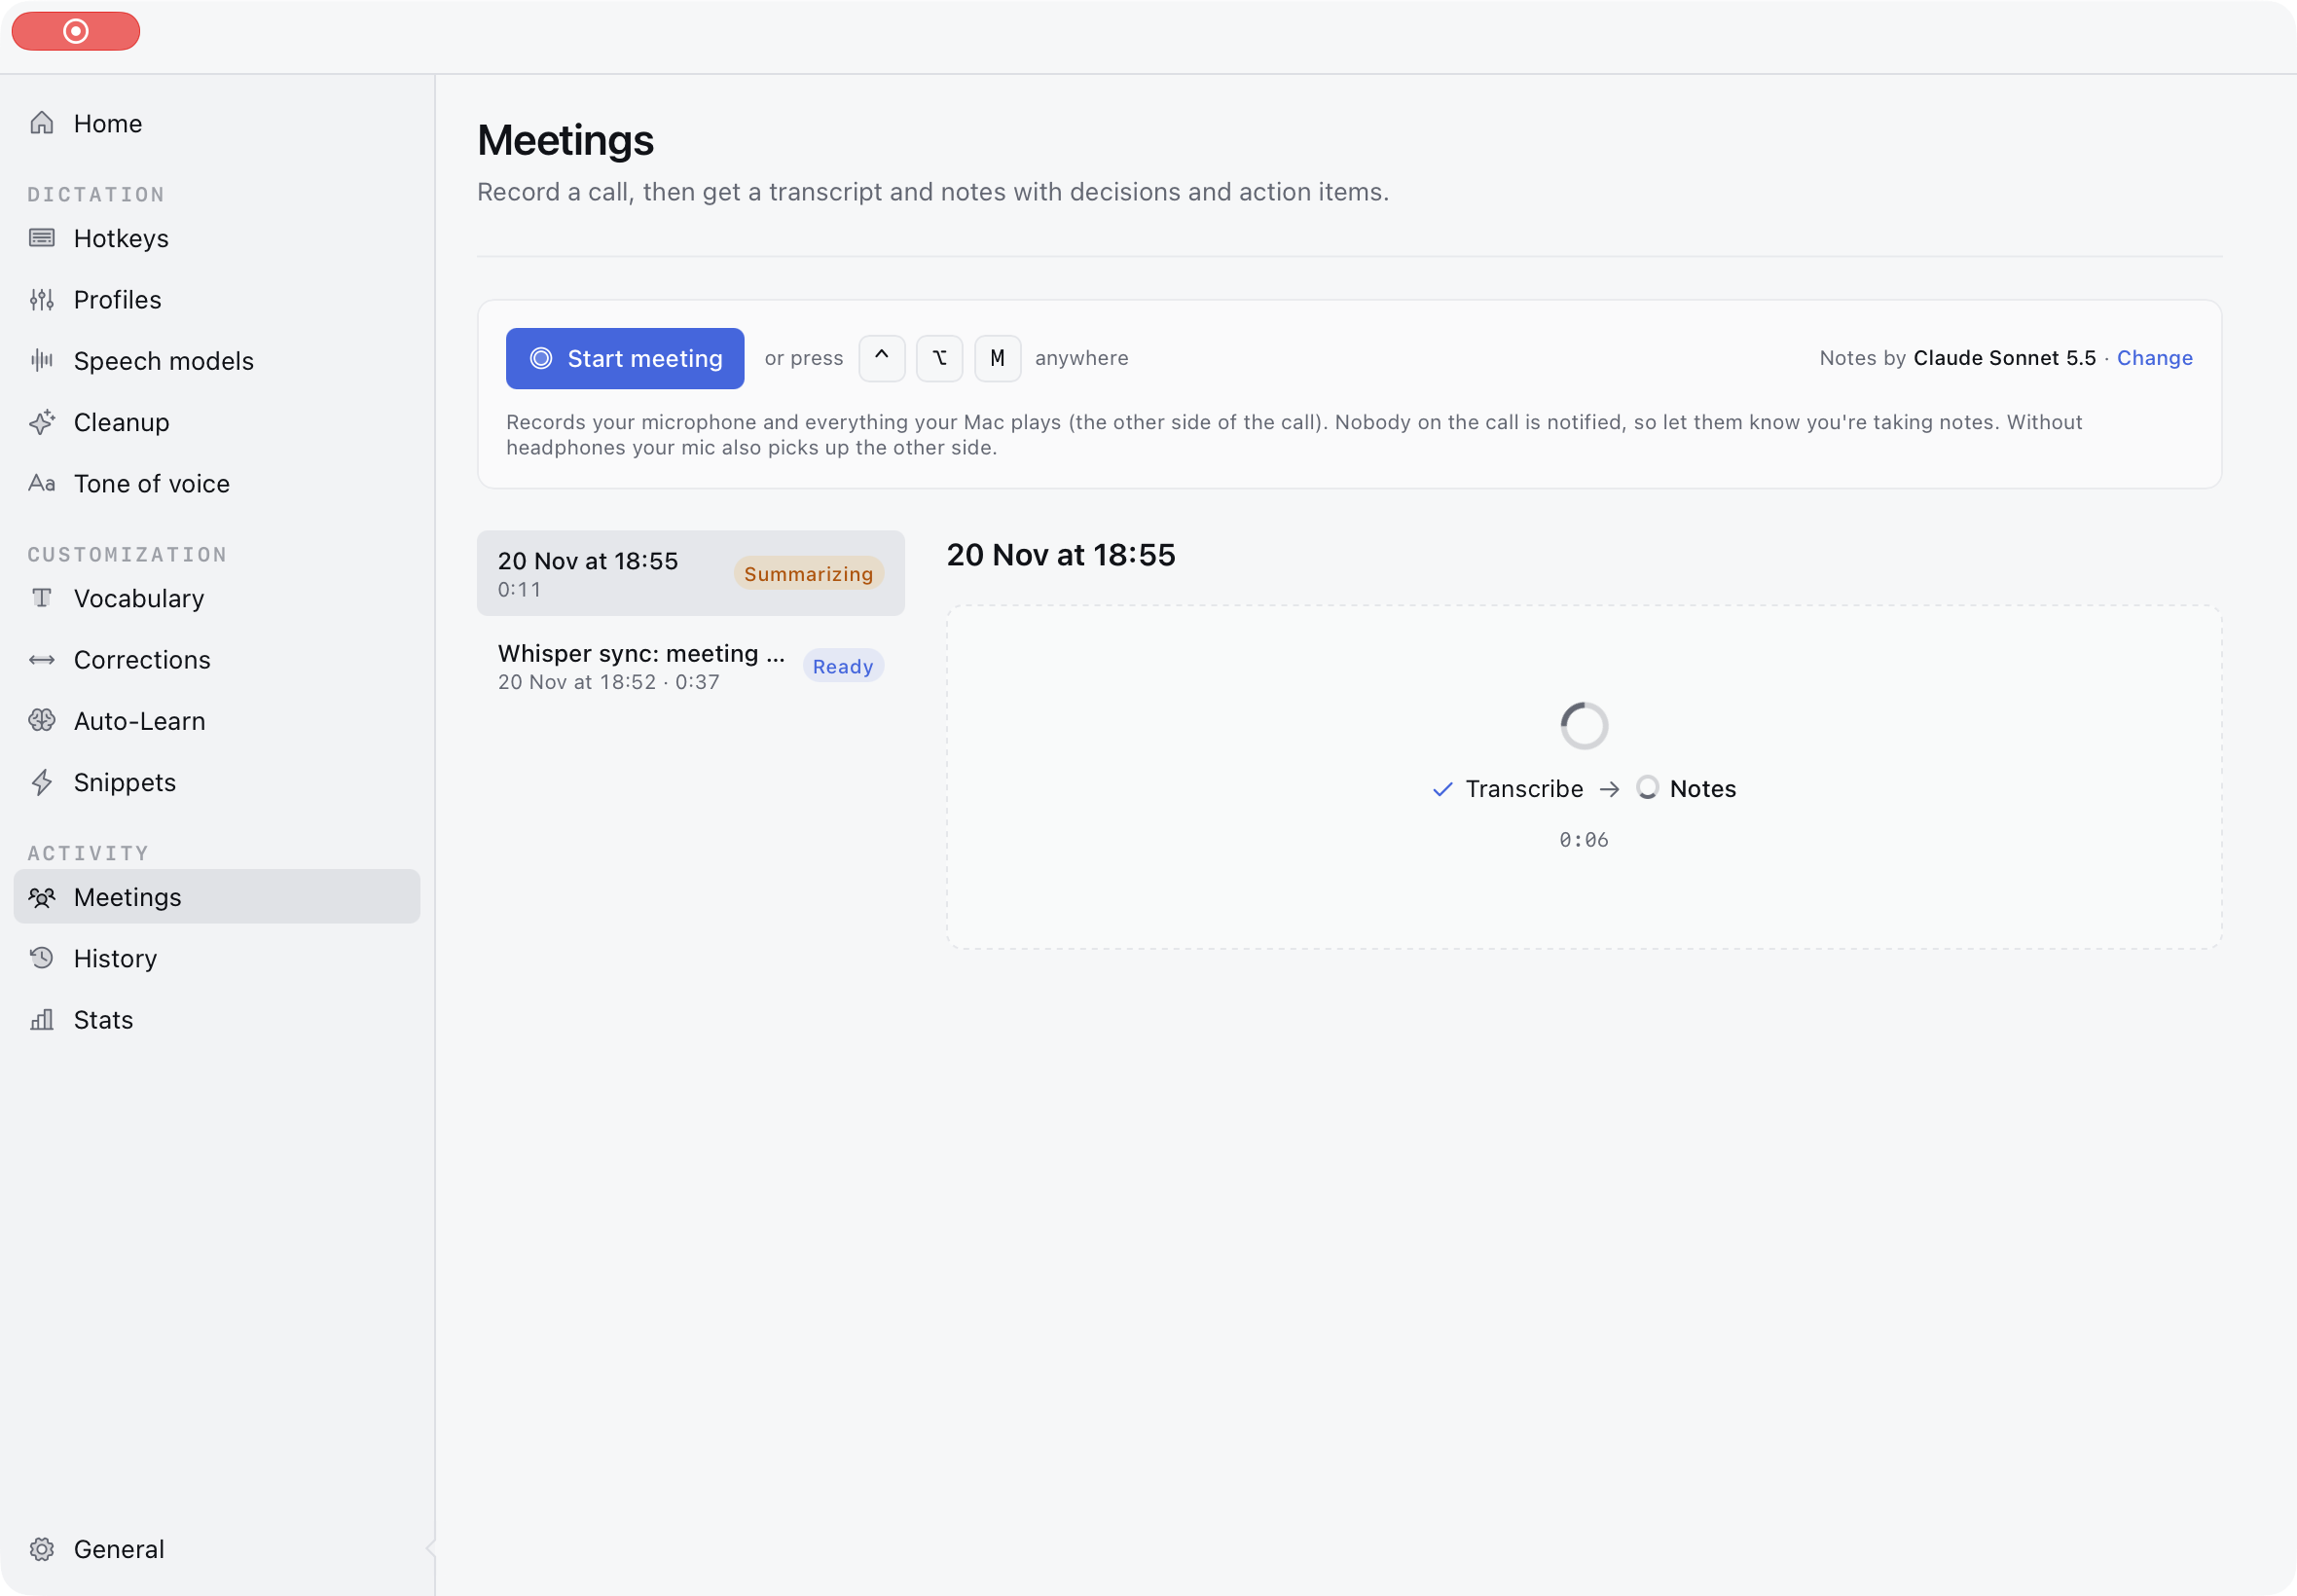 Home
DICTATION
Hotkeys
Profiles
Speech models
Cleanup
Aa Tone of voice
CUSTOMIZATION
Vocabulary
Corrections
Auto-Learn
Snippets
ACTIVITY
Meetings
History
Stats
General
Meetings
Record a call, then get a transcript and notes with decisions and action items.
Start meeting or press ^ ⌥ M anywhere
Notes by Claude Sonnet 5.5 · Change
Records your microphone and everything your Mac plays (the other side of the call). Nobody on the call is notified, so let them know you're taking notes. Without
headphones your mic also picks up the other side.
20 Nov at 18:55
0:11
Summarizing
Whisper sync: meeting ...
20 Nov at 18:52 · 0:37
Ready
20 Nov at 18:55
Transcribe → Notes
0:06